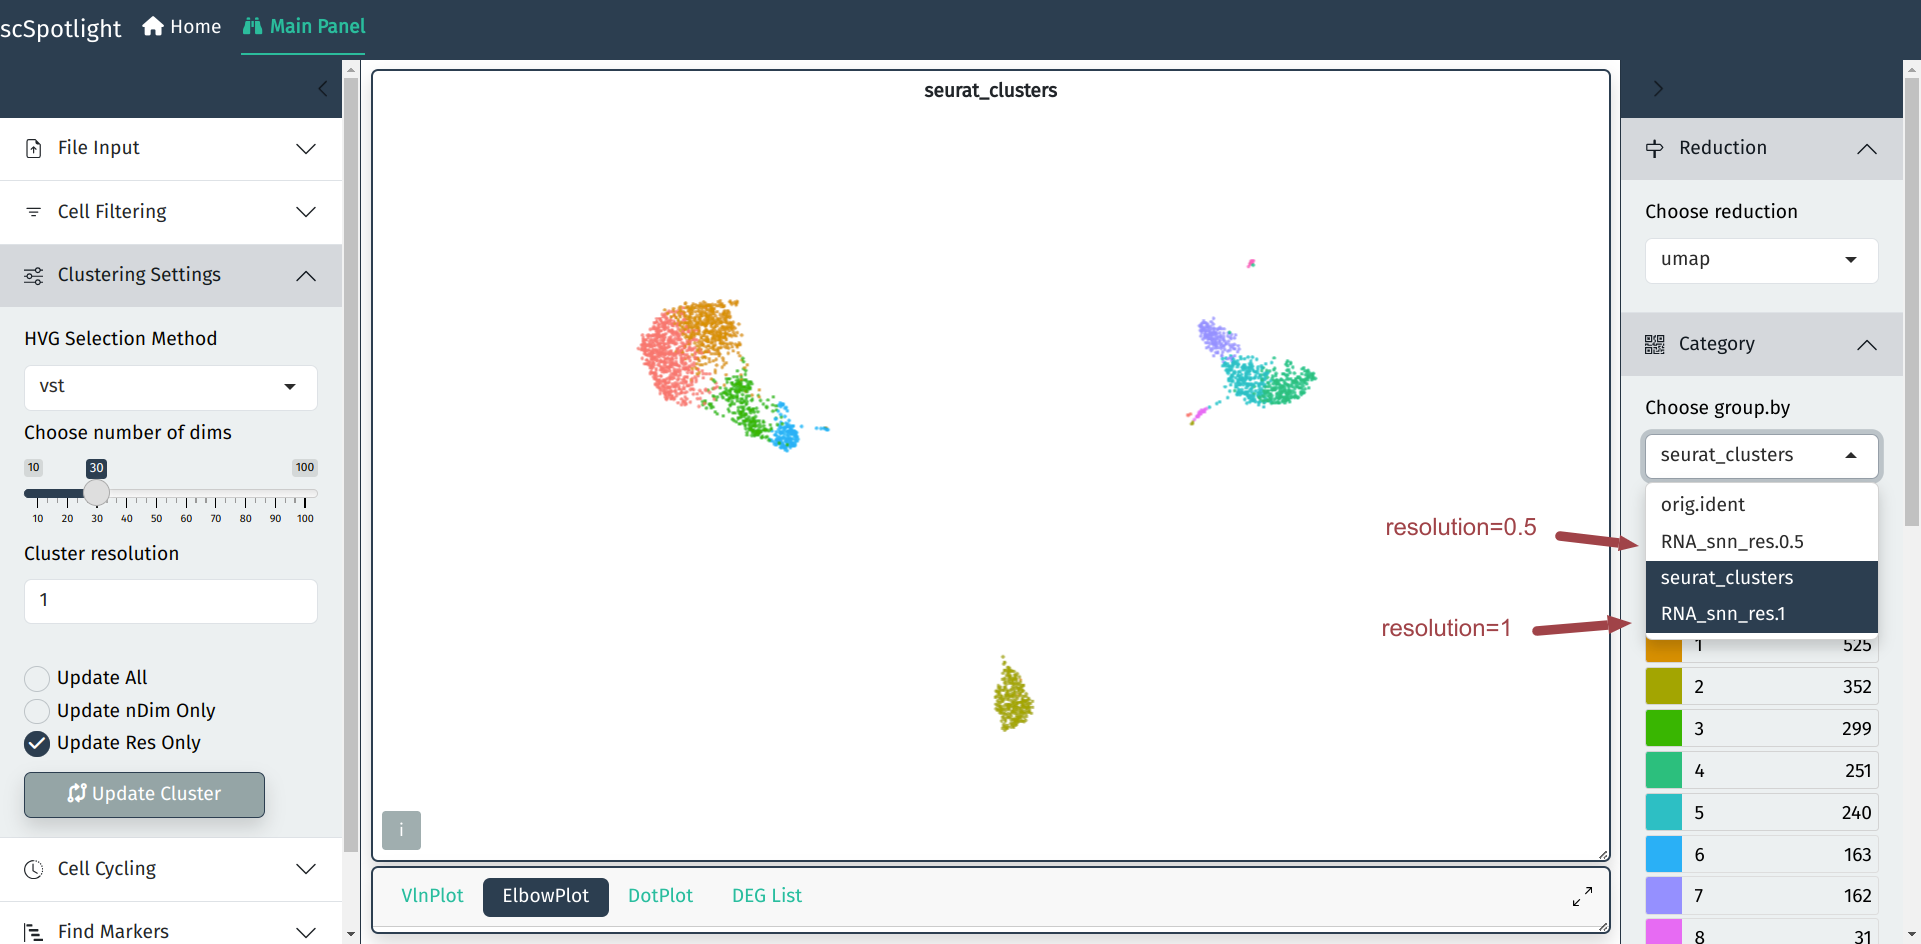 scSpotlight
Home
Main Panel
File Input
Cell Filtering
Clustering Settings
HVG Selection Method
vst
Choose number of dims
10
30
100
10 20 30 40 50 60 70 80 90 100
Cluster resolution
1
Update All
Update nDim Only
Update Res Only
Update Cluster
Cell Cycling
Find Markers
seurat_clusters
resolution=0.5
resolution=1
i
VlnPlot
ElbowPlot
DotPlot
DEG List
Reduction
Choose reduction
umap
Category
Choose group.by
seurat_clusters
orig.ident
RNA_snn_res.0.5
seurat_clusters
RNA_snn_res.1
1 525
2 352
3 299
4 251
5 240
6 163
7 162
8 31